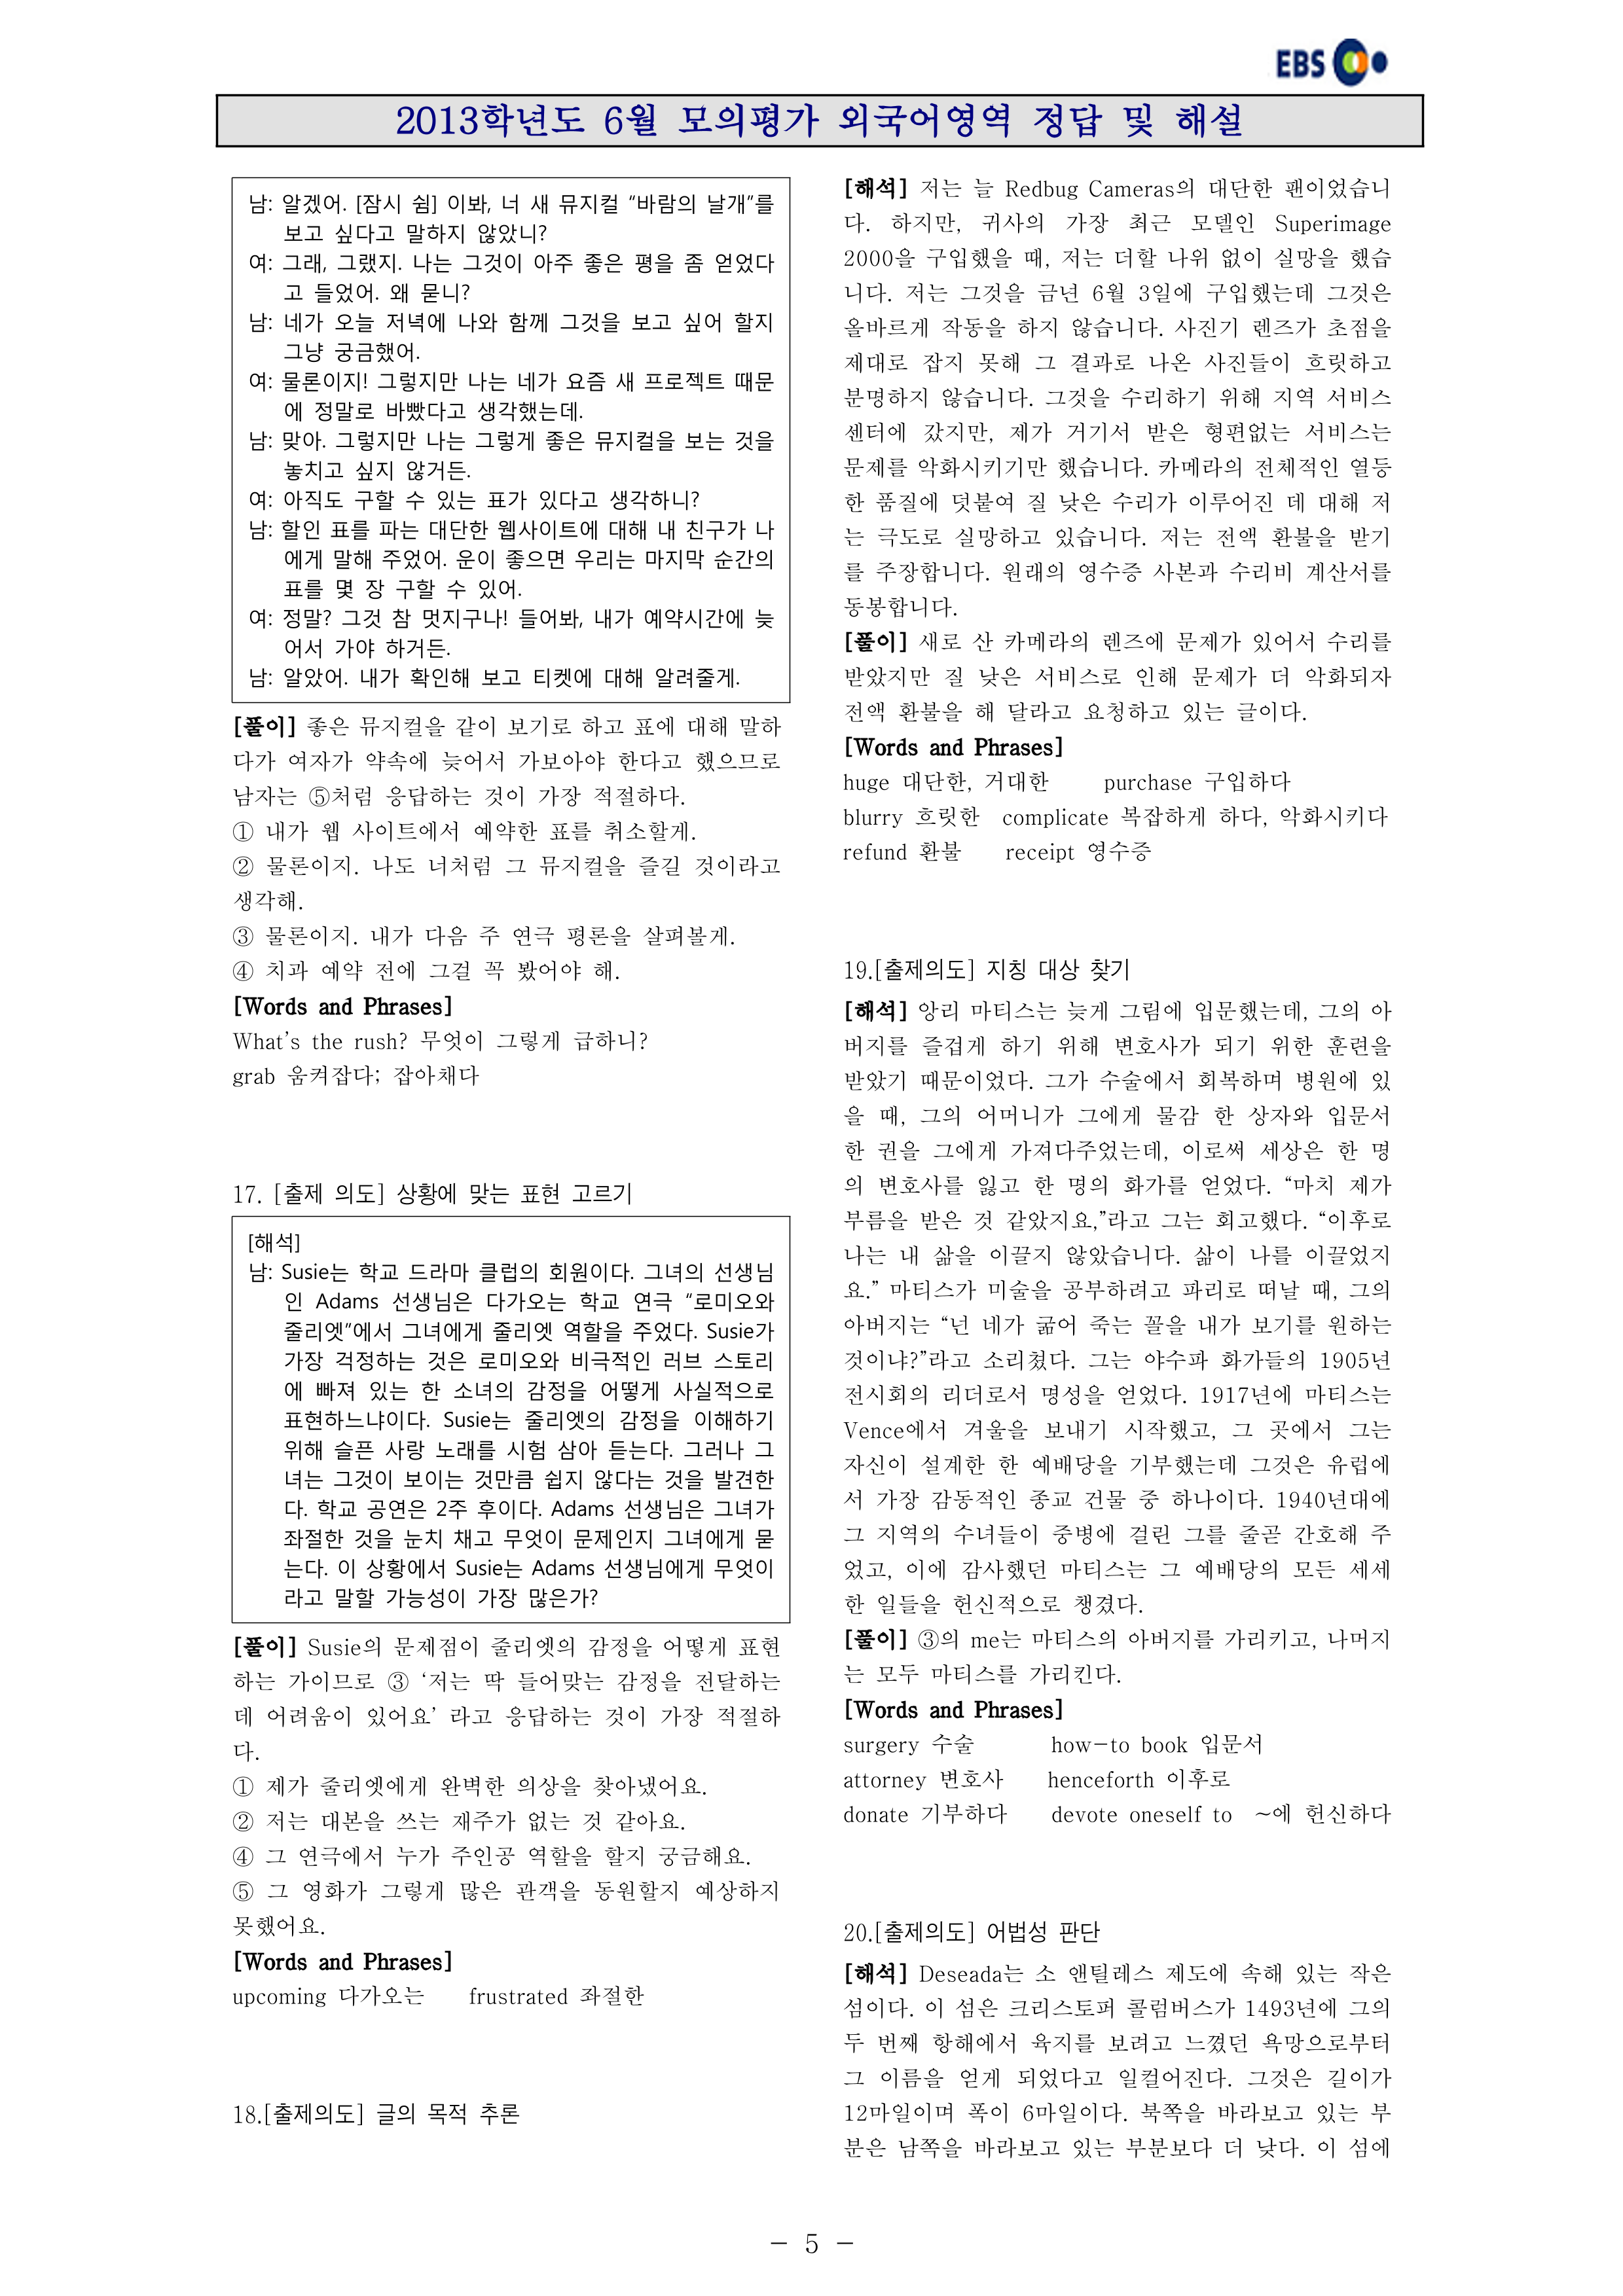 EBS
2013학년도 6월 모의평가 외국어영역 정답 및 해설
남: 알겠어. [잠시 쉼] 이봐, 너 새 뮤지컬 “바람의 날개”를
보고 싶다고 말하지 않았니?
여: 그래, 그랬지. 나는 그것이 아주 좋은 평을 좀 얻었다
고 들었어. 왜 묻니?
남: 네가 오늘 저녁에 나와 함께 그것을 보고 싶어 할지
그냥 궁금했어.
여: 물론이지! 그렇지만 나는 네가 요즘 새 프로젝트 때문
에 정말로 바빴다고 생각했는데.
남: 맞아. 그렇지만 나는 그렇게 좋은 뮤지컬을 보는 것을
놓치고 싶지 않거든.
여: 아직도 구할 수 있는 표가 있다고 생각하니?
남: 할인 표를 파는 대단한 웹사이트에 대해 내 친구가 나
에게 말해 주었어. 운이 좋으면 우리는 마지막 순간의
표를 몇 장 구할 수 있어.
여: 정말? 그것 참 멋지구나! 들어봐, 내가 예약시간에 늦
어서 가야 하거든.
남: 알았어. 내가 확인해 보고 티켓에 대해 알려줄게.
[풀이] 좋은 뮤지컬을 같이 보기로 하고 표에 대해 말하
다가 여자가 약속에 늦어서 가보아야 한다고 했으므로
남자는 ⑤처럼 응답하는 것이 가장 적절하다.
① 내가 웹 사이트에서 예약한 표를 취소할게.
② 물론이지. 나도 너처럼 그 뮤지컬을 즐길 것이라고
생각해.
③ 물론이지. 내가 다음 주 연극 평론을 살펴볼게.
④ 치과 예약 전에 그걸 꼭 봤어야 해.
[Words and Phrases]
What's the rush? 무엇이 그렇게 급하니?
grab 움켜잡다; 잡아채다
17. [출제 의도] 상황에 맞는 표현 고르기
[해석]
남: Susie는 학교 드라마 클럽의 회원이다. 그녀의 선생님
인 Adams 선생님은 다가오는 학교 연극 “로미오와
줄리엣”에서 그녀에게 줄리엣 역할을 주었다. Susie가
가장 걱정하는 것은 로미오와 비극적인 러브 스토리
에 빠져 있는 한 소녀의 감정을 어떻게 사실적으로
표현하느냐이다. Susie는 줄리엣의 감정을 이해하기
위해 슬픈 사랑 노래를 시험 삼아 듣는다. 그러나 그
녀는 그것이 보이는 것만큼 쉽지 않다는 것을 발견한
다. 학교 공연은 2주 후이다. Adams 선생님은 그녀가
좌절한 것을 눈치 채고 무엇이 문제인지 그녀에게 묻
는다. 이 상황에서 Susie는 Adams 선생님에게 무엇이
라고 말할 가능성이 가장 많은가?
[풀이] Susie의 문제점이 줄리엣의 감정을 어떻게 표현
하는 가이므로 ③ ‘저는 딱 들어맞는 감정을 전달하는
데 어려움이 있어요’ 라고 응답하는 것이 가장 적절하
다.
① 제가 줄리엣에게 완벽한 의상을 찾아냈어요.
② 저는 대본을 쓰는 재주가 없는 것 같아요.
④ 그 연극에서 누가 주인공 역할을 할지 궁금해요.
⑤ 그 영화가 그렇게 많은 관객을 동원할지 예상하지
못했어요.
[Words and Phrases]
upcoming 다가오는 frustrated 좌절한
18.[출제의도] 글의 목적 추론
[해석] 저는 늘 Redbug Cameras의 대단한 팬이었습니
다. 하지만, 귀사의 가장 최근 모델인 Superimage
2000을 구입했을 때, 저는 더할 나위 없이 실망을 했습
니다. 저는 그것을 금년 6월 3일에 구입했는데 그것은
올바르게 작동을 하지 않습니다. 사진기 렌즈가 초점을
제대로 잡지 못해 그 결과로 나온 사진들이 흐릿하고
분명하지 않습니다. 그것을 수리하기 위해 지역 서비스
센터에 갔지만, 제가 거기서 받은 형편없는 서비스는
문제를 악화시키기만 했습니다. 카메라의 전체적인 열등
한 품질에 덧붙여 질 낮은 수리가 이루어진 데 대해 저
는 극도로 실망하고 있습니다. 저는 전액 환불을 받기
를 주장합니다. 원래의 영수증 사본과 수리비 계산서를
동봉합니다.
[풀이] 새로 산 카메라의 렌즈에 문제가 있어서 수리를
받았지만 질 낮은 서비스로 인해 문제가 더 악화되자
전액 환불을 해 달라고 요청하고 있는 글이다.
[Words and Phrases]
huge 대단한, 거대한 purchase 구입하다
blurry 흐릿한 complicate 복잡하게 하다, 악화시키다
refund 환불 receipt 영수증
19.[출제의도] 지칭 대상 찾기
[해석] 앙리 마티스는 늦게 그림에 입문했는데, 그의 아
버지를 즐겁게 하기 위해 변호사가 되기 위한 훈련을
받았기 때문이었다. 그가 수술에서 회복하며 병원에 있
을 때, 그의 어머니가 그에게 물감 한 상자와 입문서
한 권을 그에게 가져다주었는데, 이로써 세상은 한 명
의 변호사를 잃고 한 명의 화가를 얻었다. “마치 제가
부름을 받은 것 같았지요,”라고 그는 회고했다. “이후로
나는 내 삶을 이끌지 않았습니다. 삶이 나를 이끌었지
요.” 마티스가 미술을 공부하려고 파리로 떠날 때, 그의
아버지는 “넌 네가 굶어 죽는 꼴을 내가 보기를 원하는
것이냐?”라고 소리쳤다. 그는 야수파 화가들의 1905년
전시회의 리더로서 명성을 얻었다. 1917년에 마티스는
Vence에서 겨울을 보내기 시작했고, 그 곳에서 그는
자신이 설계한 한 예배당을 기부했는데 그것은 유럽에
서 가장 감동적인 종교 건물 중 하나이다. 1940년대에
그 지역의 수녀들이 중병에 걸린 그를 줄곧 간호해 주
었고, 이에 감사했던 마티스는 그 예배당의 모든 세세
한 일들을 헌신적으로 챙겼다.
[풀이] ③의 me는 마티스의 아버지를 가리키고, 나머지
는 모두 마티스를 가리킨다.
[Words and Phrases]
surgery 수술 how-to book 입문서
attorney 변호사 henceforth 이후로
donate 기부하다 devote oneself to ~에 헌신하다
20.[출제의도] 어법성 판단
[해석] Deseada는 소 앤틸레스 제도에 속해 있는 작은
섬이다. 이 섬은 크리스토퍼 콜럼버스가 1493년에 그의
두 번째 항해에서 육지를 보려고 느꼈던 욕망으로부터
그 이름을 얻게 되었다고 일컬어진다. 그것은 길이가
12마일이며 폭이 6마일이다. 북쪽을 바라보고 있는 부
분은 남쪽을 바라보고 있는 부분보다 더 낮다. 이 섬에
- 5 -